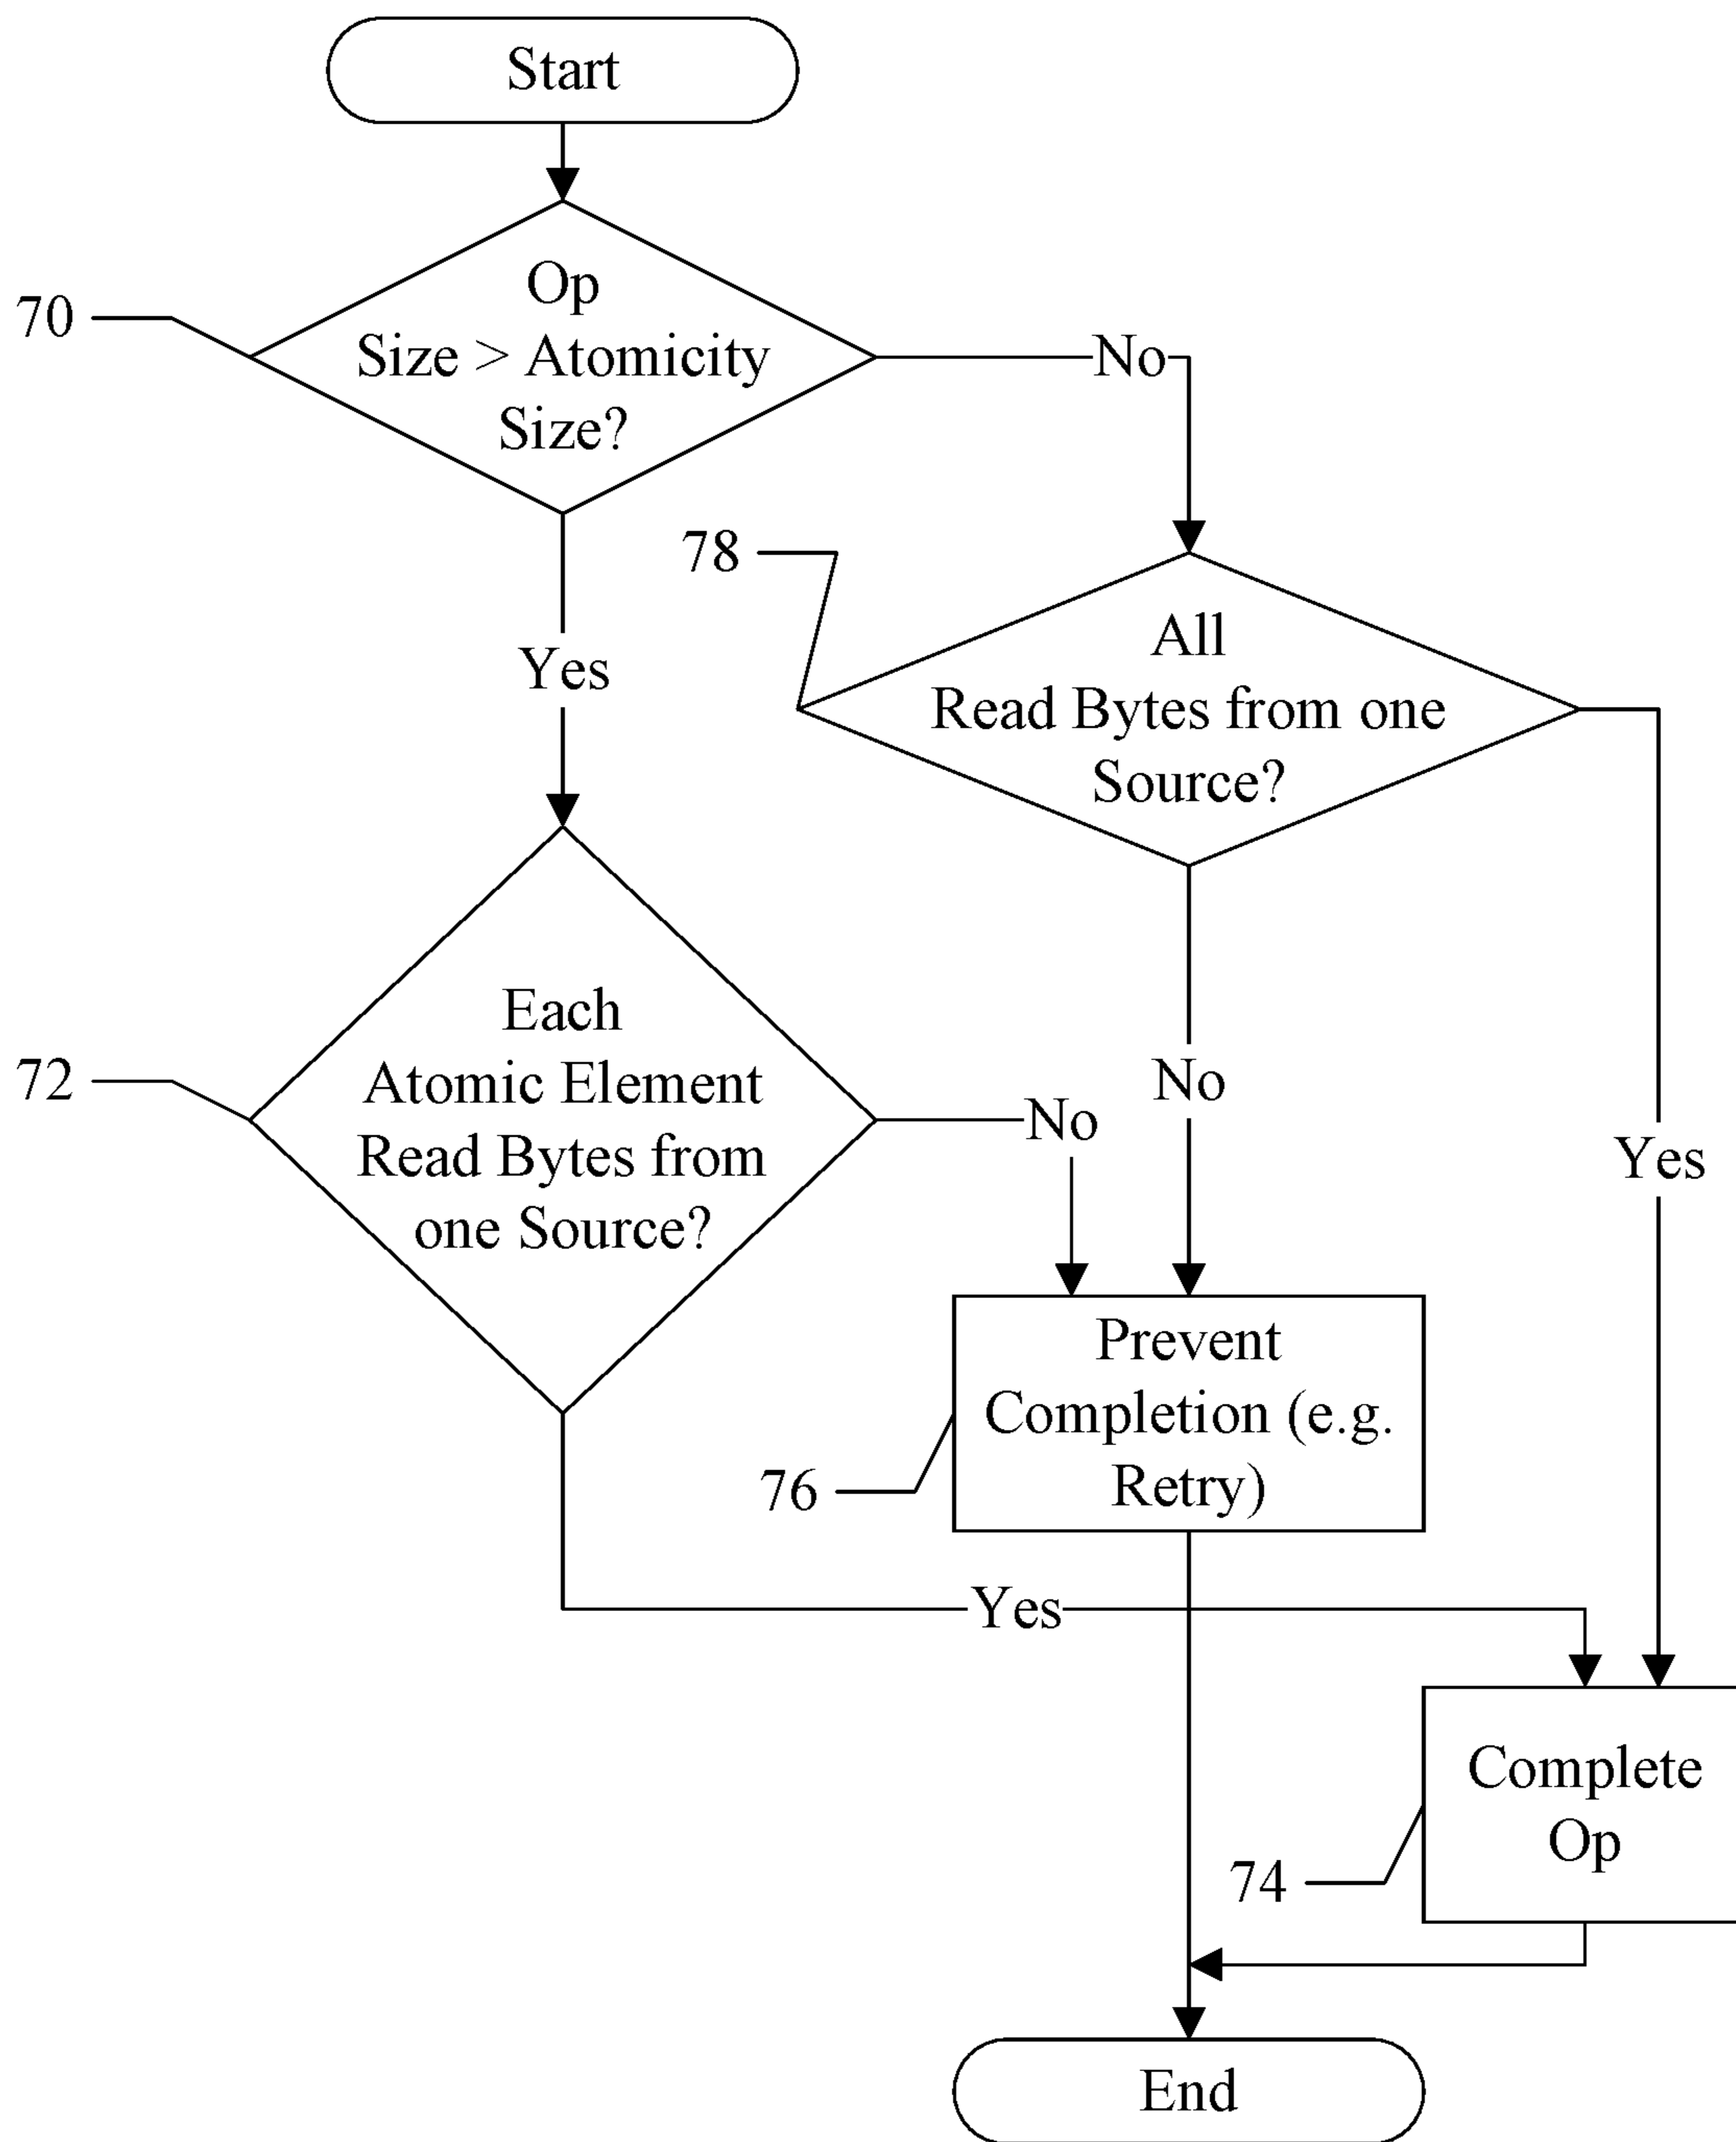 Start
70
Op
Size > Atomicity
Size?
No
78
All
Read Bytes from one
Source?
Yes
72
Each
Atomic Element
Read Bytes from
one Source?
No
No
Yes
76
Prevent
Completion (e.g.
Retry)
Yes
74
Complete
Op
End